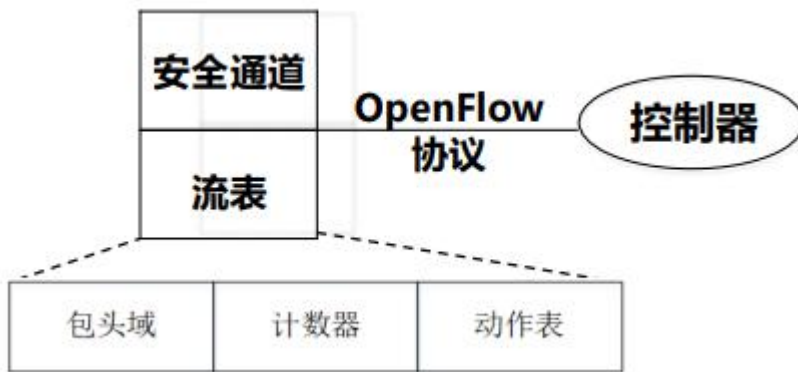 安全通道
OpenFlow
协议
控制器
流表
包头域
计数器
动作表